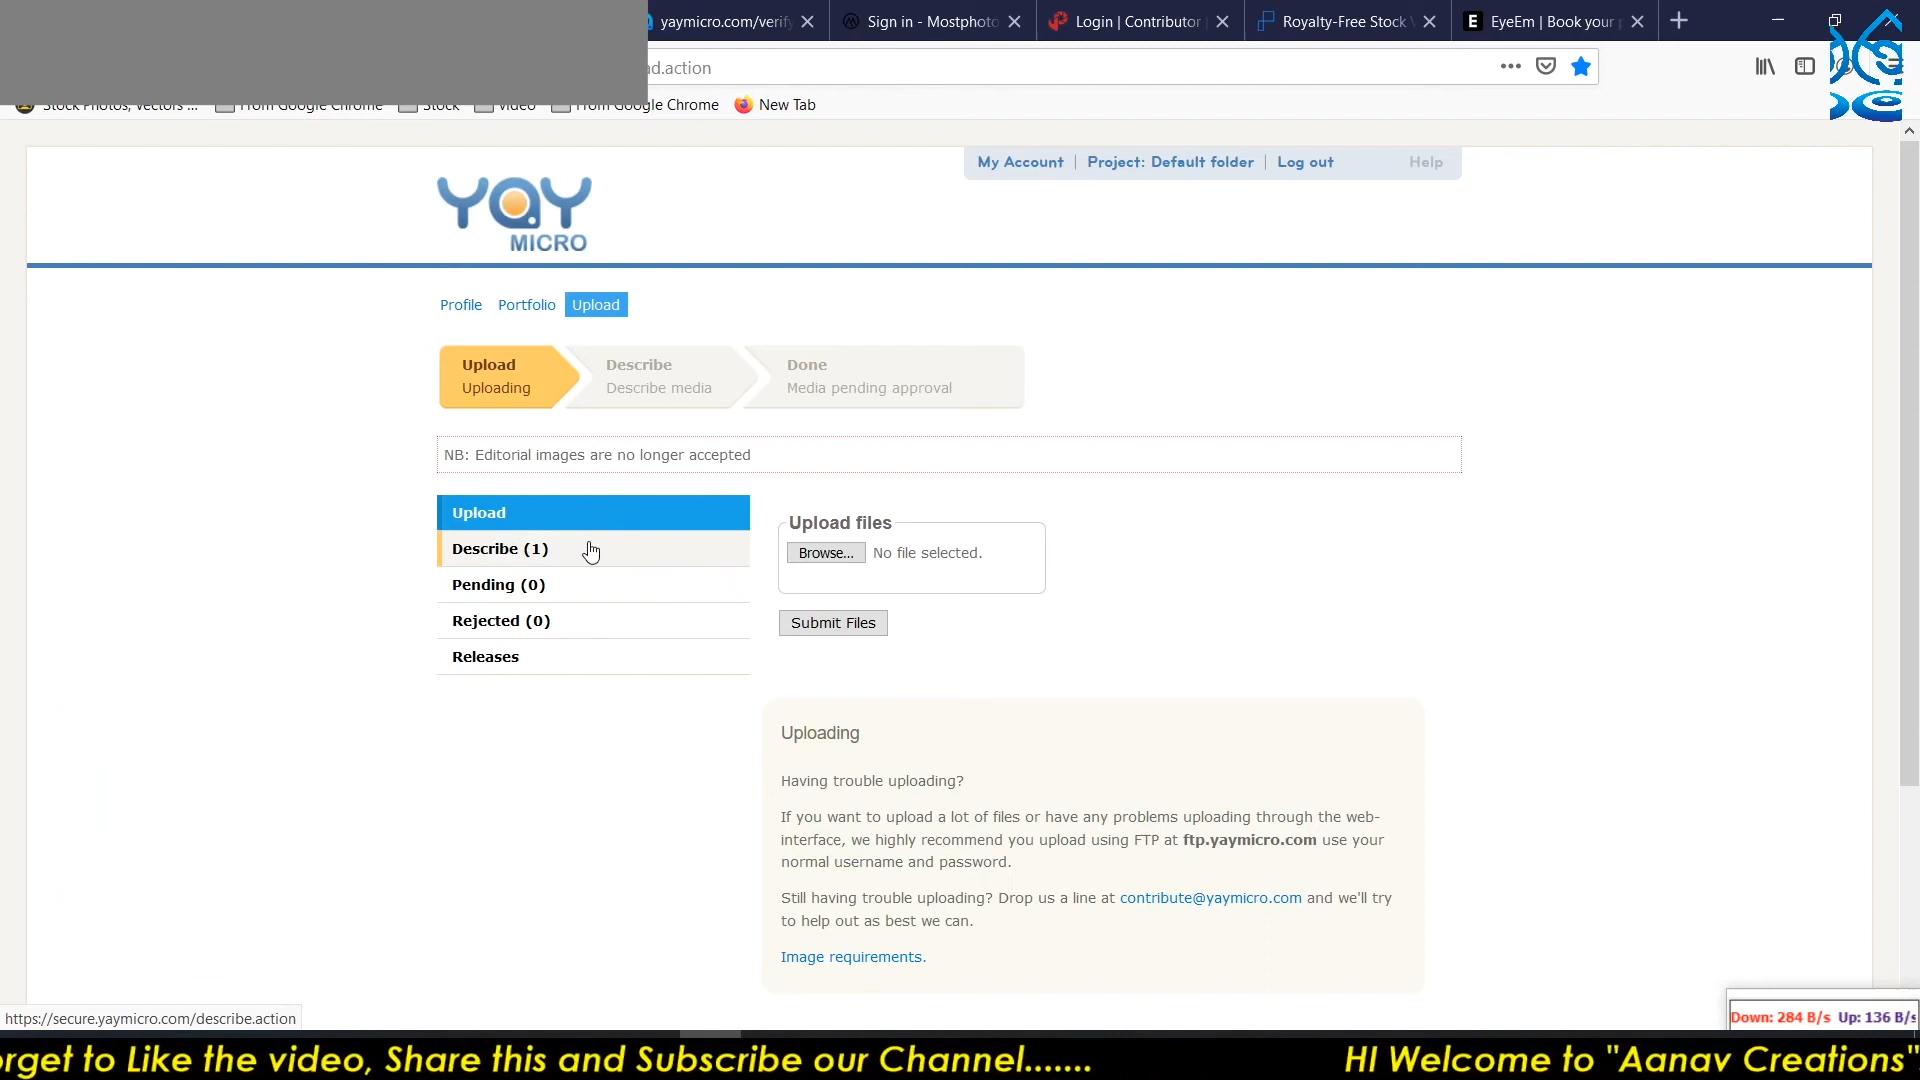 yaymicro.com/verify
Sign in - Mostphoto
Login | Contributor
Royalty-Free Stock
EyeEm | Book your
ad.action
Stock Photos, Vectors ...
From Google Chrome
Stock
video
From Google Chrome
New Tab
My Account | Project: Default folder | Log out
Help
YAY
MICRO
Profile
Portfolio
Upload
Upload
Uploading
Describe
Describe media
Done
Media pending approval
NB: Editorial images are no longer accepted
Upload
Describe (1)
Pending (0)
Rejected (0)
Releases
Upload files
Browse... No file selected.
Submit Files
Uploading
Having trouble uploading?
If you want to upload a lot of files or have any problems uploading through the web-
interface, we highly recommend you upload using FTP at ftp.yaymicro.com use your
normal username and password.
Still having trouble uploading? Drop us a line at contribute@yaymicro.com and we'll try
to help out as best we can.
Image requirements.
https://secure.yaymicro.com/describe.action
Down: 284 B/s Up: 136 B/s
orget to Like the video, Share this and Subscribe our Channel.......
HI Welcome to "Aanav Creations"